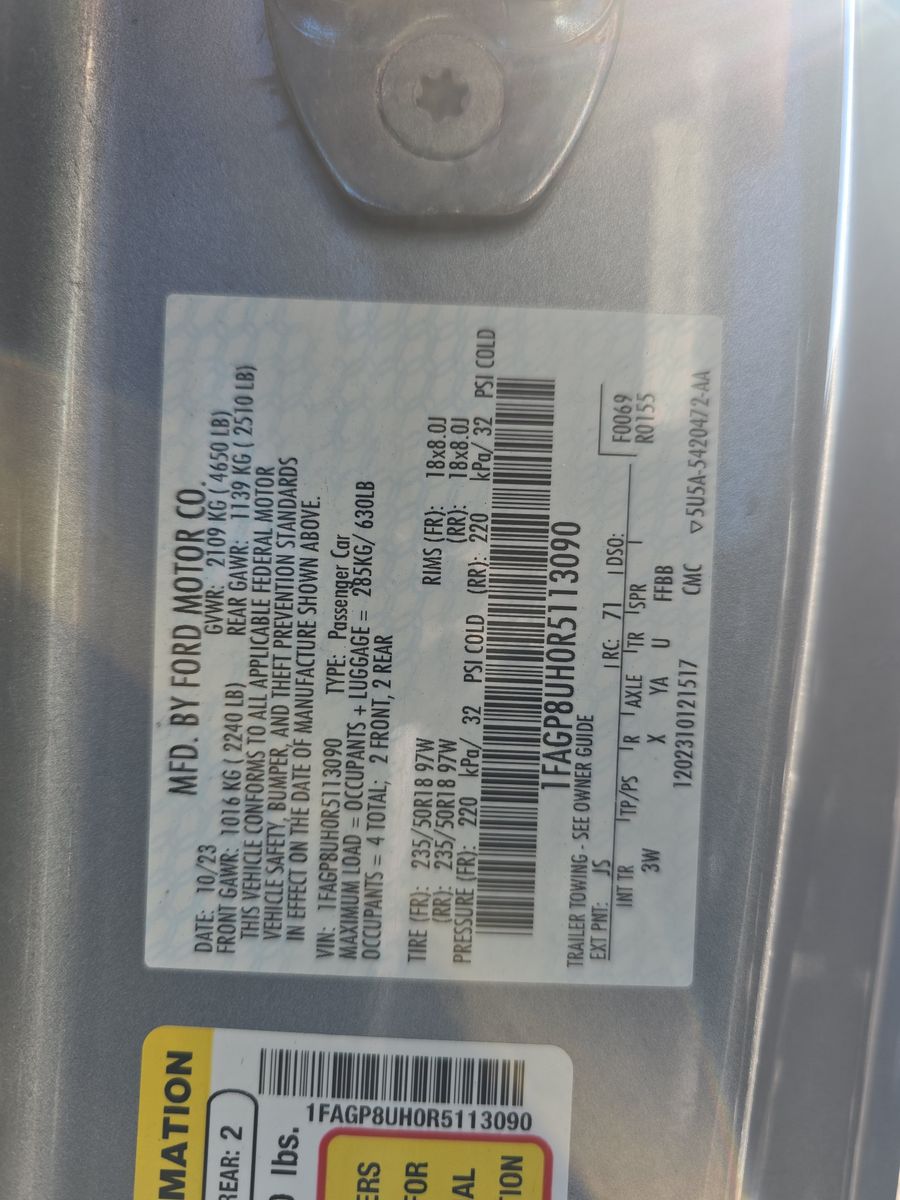 MFD. BY FORD MOTOR CO.
DATE: 10/23 GVWR: 2109 KG ( 4650 LB)
FRONT GAWR: 1016 KG ( 2240 LB) REAR GAWR: 1139 KG ( 2510 LB)
THIS VEHICLE CONFORMS TO ALL APPLICABLE FEDERAL MOTOR
VEHICLE SAFETY, BUMPER, AND THEFT PREVENTION STANDARDS
IN EFFECT ON THE DATE OF MANUFACTURE SHOWN ABOVE.
VIN: 1FAGP8UH0R5113090 TYPE: Passenger Car
MAXIMUM LOAD = OCCUPANTS + LUGGAGE = 285KG/ 630LB
OCCUPANTS = 4 TOTAL; 2 FRONT, 2 REAR
TIRE (FR): 235/50R18 97W RIMS (FR): 18x8.0J
(RR): 235/50R18 97W (RR): 18x8.0J
PRESSURE (FR): 220 kPa/ 32 PSI COLD (RR): 220 kPa/ 32 PSI COLD
1FAGP8UH0R5113090
TRAILER TOWING - SEE OWNER GUIDE
EXT PNT: JS RC: 71 DSO: F0069
INT TR TP/PS R AXLE TR SPR R0155
3W X YA U FFBB
120231012151​7 CMC ▽5U5A-5420472-AA
MATION
REAR: 2
lbs.
1FAGP8UH0R5113090
ERS
FOR
AL
ION